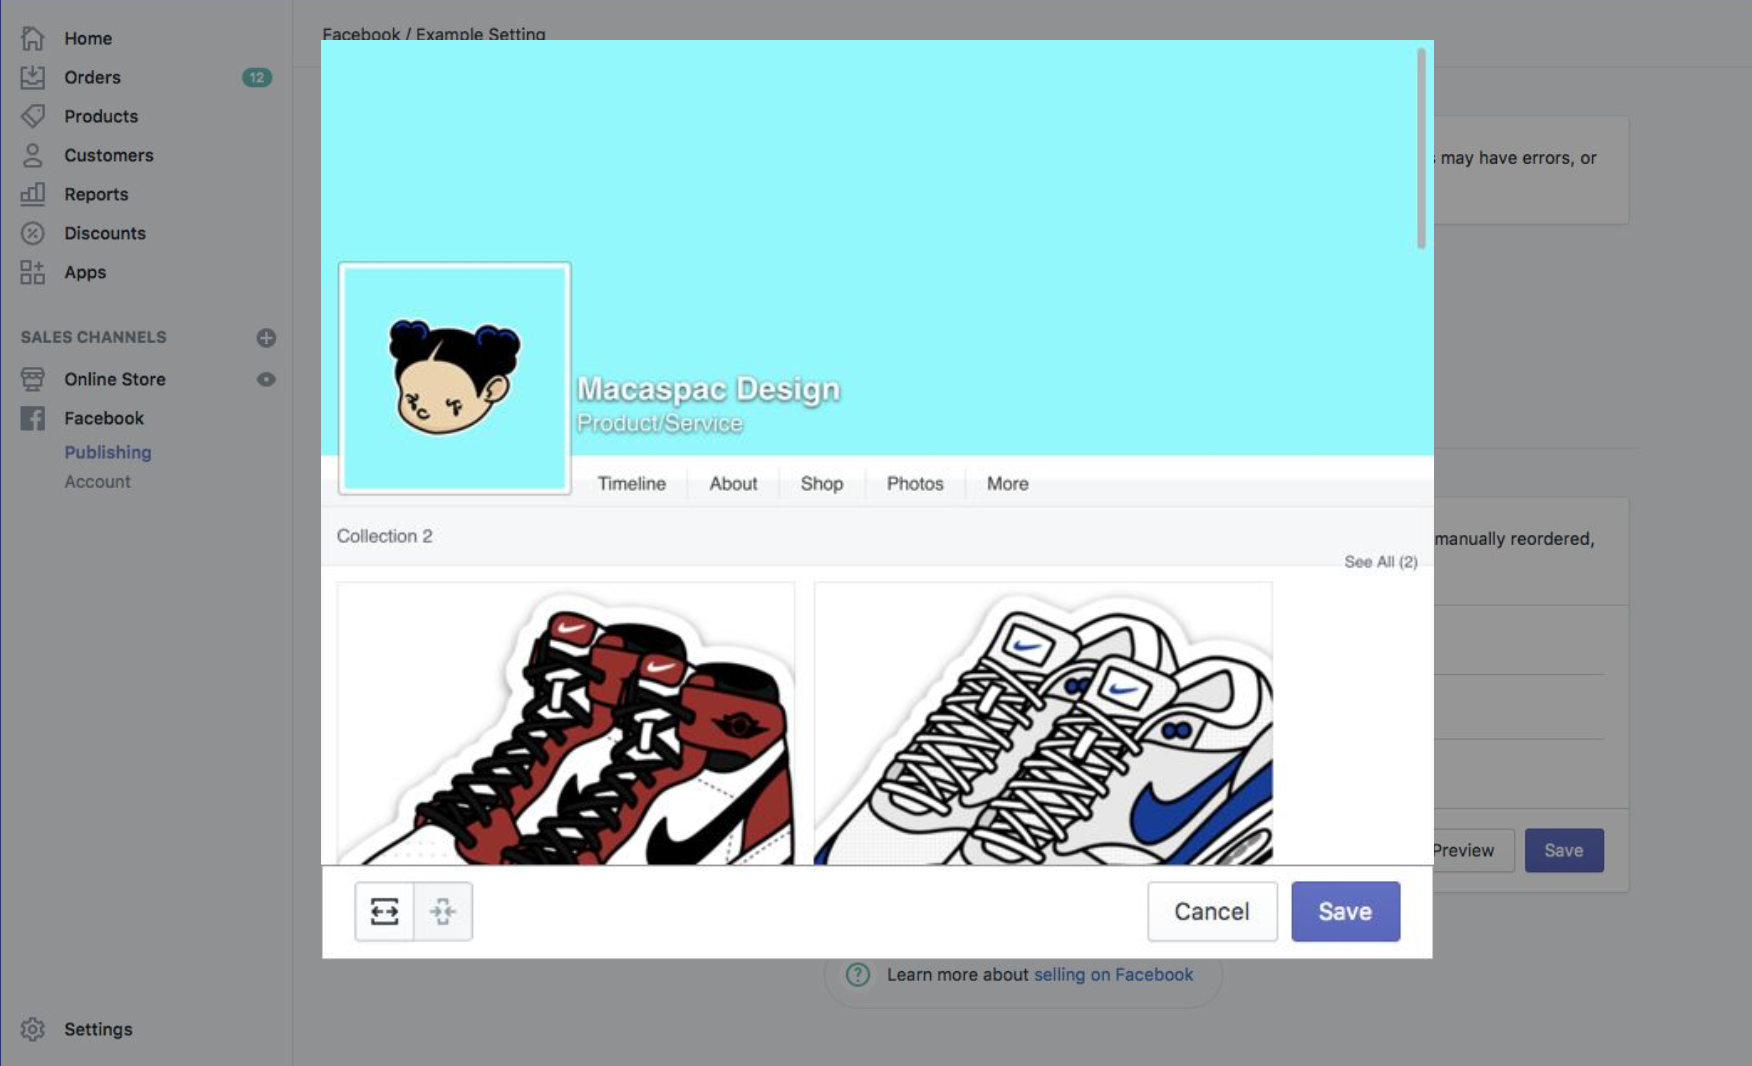 Home
Orders
12
Products
Customers
Reports
Discounts
Apps
SALES CHANNELS
Online Store
Facebook
Publishing
Account
Settings
Facebook / Example Setting
may have errors, or
Macaspac Design
Product/Service
Timeline
About
Shop
Photos
More
Collection 2
See All (2)
manually reordered,
Preview
Save
Cancel
Save
Learn more about selling on Facebook